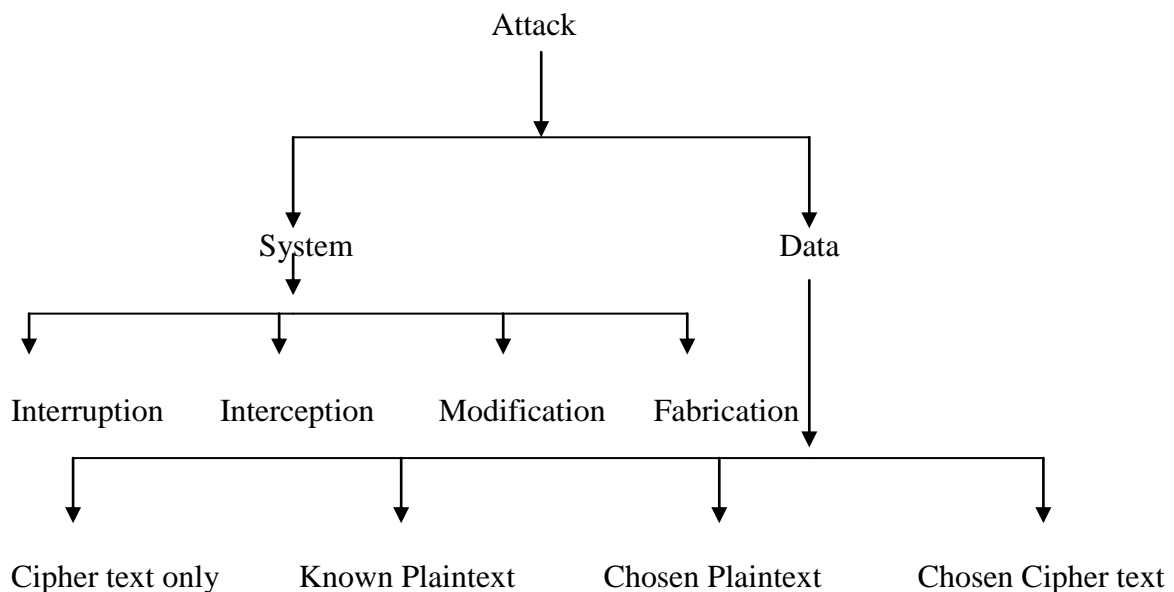 Attack
System Data
Interruption Interception Modification Fabrication
Cipher text only Known Plaintext Chosen Plaintext Chosen Cipher text